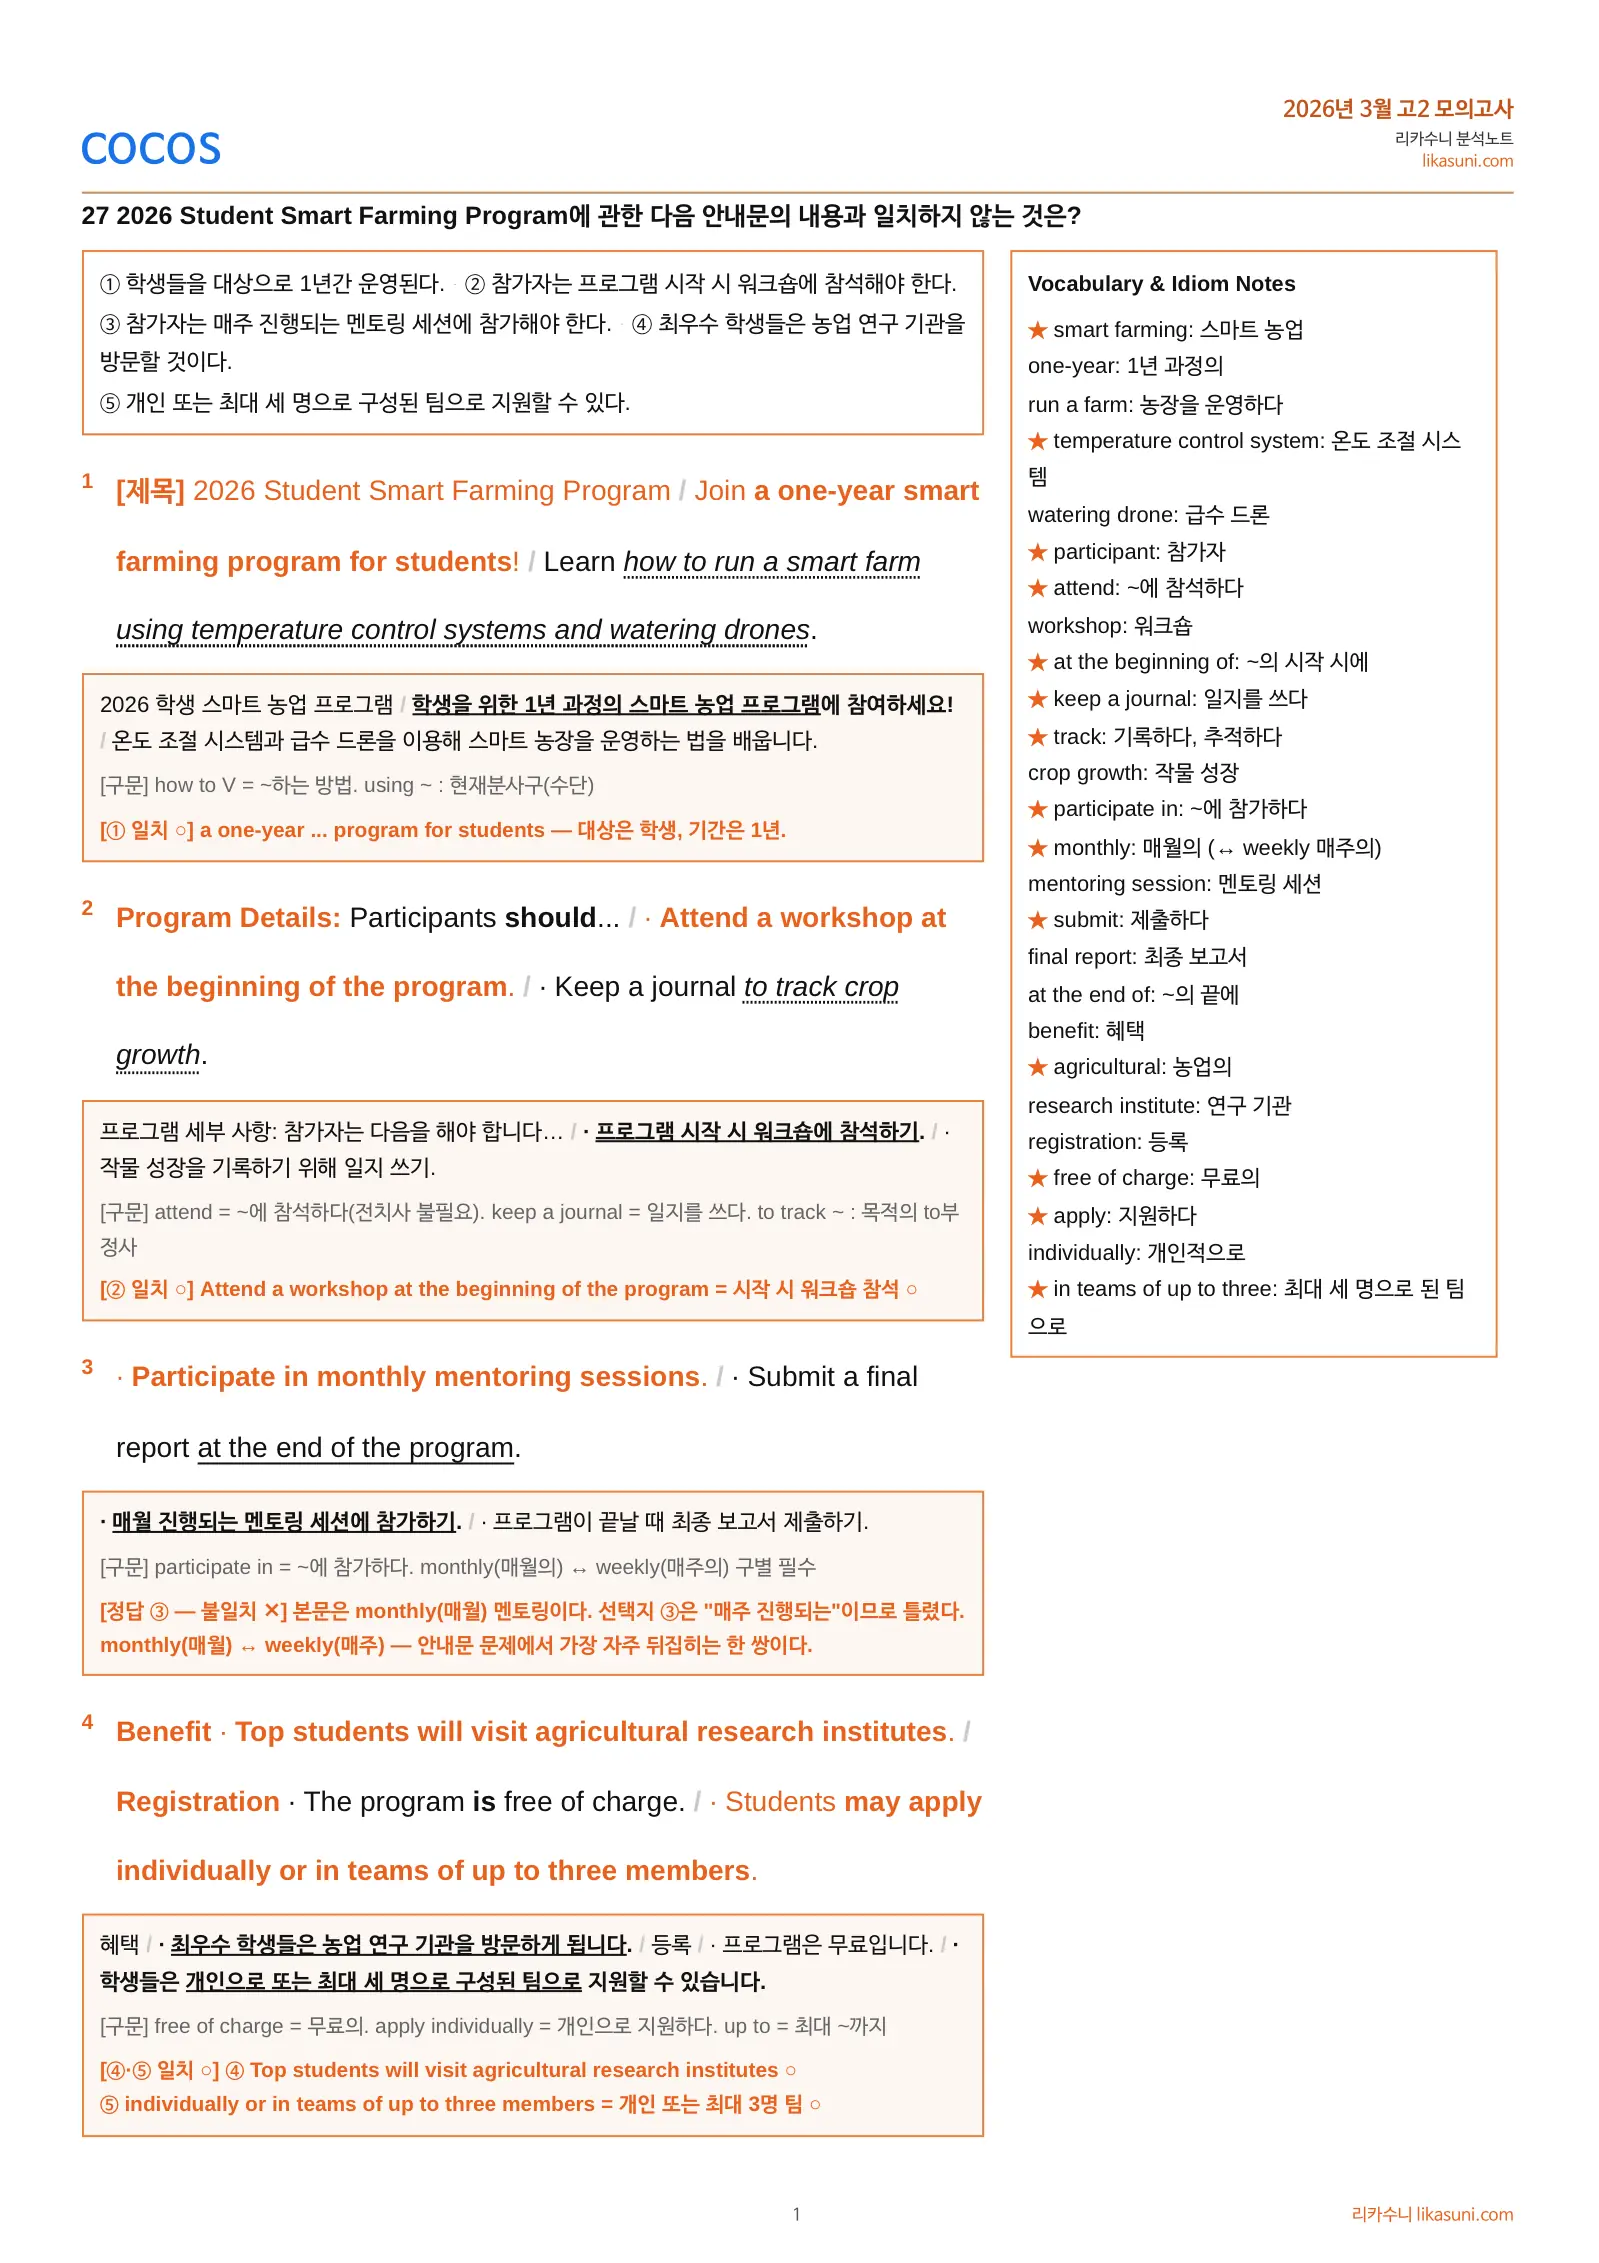 cocos
2026년 3월 고2 모의고사
리카수니 분석노트
likasuni.com
27 2026 Student Smart Farming Program에 관한 다음 안내문의 내용과 일치하지 않는 것은?
① 학생들을 대상으로 1년간 운영된다. · ② 참가자는 프로그램 시작 시 워크숍에 참석해야 한다.
③ 참가자는 매주 진행되는 멘토링 세션에 참가해야 한다. · ④ 최우수 학생들은 농업 연구 기관을
방문할 것이다.
⑤ 개인 또는 최대 세 명으로 구성된 팀으로 지원할 수 있다.
1 [제목] 2026 Student Smart Farming Program / Join a one-year smart
farming program for students! / Learn how to run a smart farm
using temperature control systems and watering drones.
2026 학생 스마트 농업 프로그램 / 학생을 위한 1년 과정의 스마트 농업 프로그램에 참여하세요!
/ 온도 조절 시스템과 급수 드론을 이용해 스마트 농장을 운영하는 법을 배웁니다.
[구문] how to V = ~하는 방법. using ~ : 현재분사구(수단)
[① 일치 ○] a one-year ... program for students — 대상은 학생, 기간은 1년.
2 Program Details: Participants should... / · Attend a workshop at
the beginning of the program. / · Keep a journal to track crop
growth.
프로그램 세부 사항: 참가자는 다음을 해야 합니다… / · 프로그램 시작 시 워크숍에 참석하기. / ·
작물 성장을 기록하기 위해 일지 쓰기.
[구문] attend = ~에 참석하다(전치사 불필요). keep a journal = 일지를 쓰다. to track ~ : 목적의 to부
정사
[② 일치 ○] Attend a workshop at the beginning of the program = 시작 시 워크숍 참석 ○
3 · Participate in monthly mentoring sessions. / · Submit a final
report at the end of the program.
· 매월 진행되는 멘토링 세션에 참가하기. / · 프로그램이 끝날 때 최종 보고서 제출하기.
[구문] participate in = ~에 참가하다. monthly(매월의) ↔ weekly(매주의) 구별 필수
[정답 ③ — 불일치 ✕] 본문은 monthly(매월) 멘토링이다. 선택지 ③은 "매주 진행되는"이므로 틀렸다.
monthly(매월) ↔ weekly(매주) — 안내문 문제에서 가장 자주 뒤집히는 한 쌍이다.
4 Benefit · Top students will visit agricultural research institutes. /
Registration · The program is free of charge. / · Students may apply
individually or in teams of up to three members.
혜택 / · 최우수 학생들은 농업 연구 기관을 방문하게 됩니다. / 등록 / · 프로그램은 무료입니다. / ·
학생들은 개인으로 또는 최대 세 명으로 구성된 팀으로 지원할 수 있습니다.
[구문] free of charge = 무료의. apply individually = 개인으로 지원하다. up to = 최대 ~까지
[④·⑤ 일치 ○] ④ Top students will visit agricultural research institutes ○
⑤ individually or in teams of up to three members = 개인 또는 최대 3명 팀 ○
Vocabulary & Idiom Notes
★ smart farming: 스마트 농업
one-year: 1년 과정의
run a farm: 농장을 운영하다
★ temperature control system: 온도 조절 시스
템
watering drone: 급수 드론
★ participant: 참가자
★ attend: ~에 참석하다
workshop: 워크숍
★ at the beginning of: ~의 시작 시에
★ keep a journal: 일지를 쓰다
★ track: 기록하다, 추적하다
crop growth: 작물 성장
★ participate in: ~에 참가하다
★ monthly: 매월의 (↔ weekly 매주의)
mentoring session: 멘토링 세션
★ submit: 제출하다
final report: 최종 보고서
at the end of: ~의 끝에
benefit: 혜택
★ agricultural: 농업의
research institute: 연구 기관
registration: 등록
★ free of charge: 무료의
★ apply: 지원하다
individually: 개인적으로
★ in teams of up to three: 최대 세 명으로 된 팀
으로
1
리카수니 likasuni.com